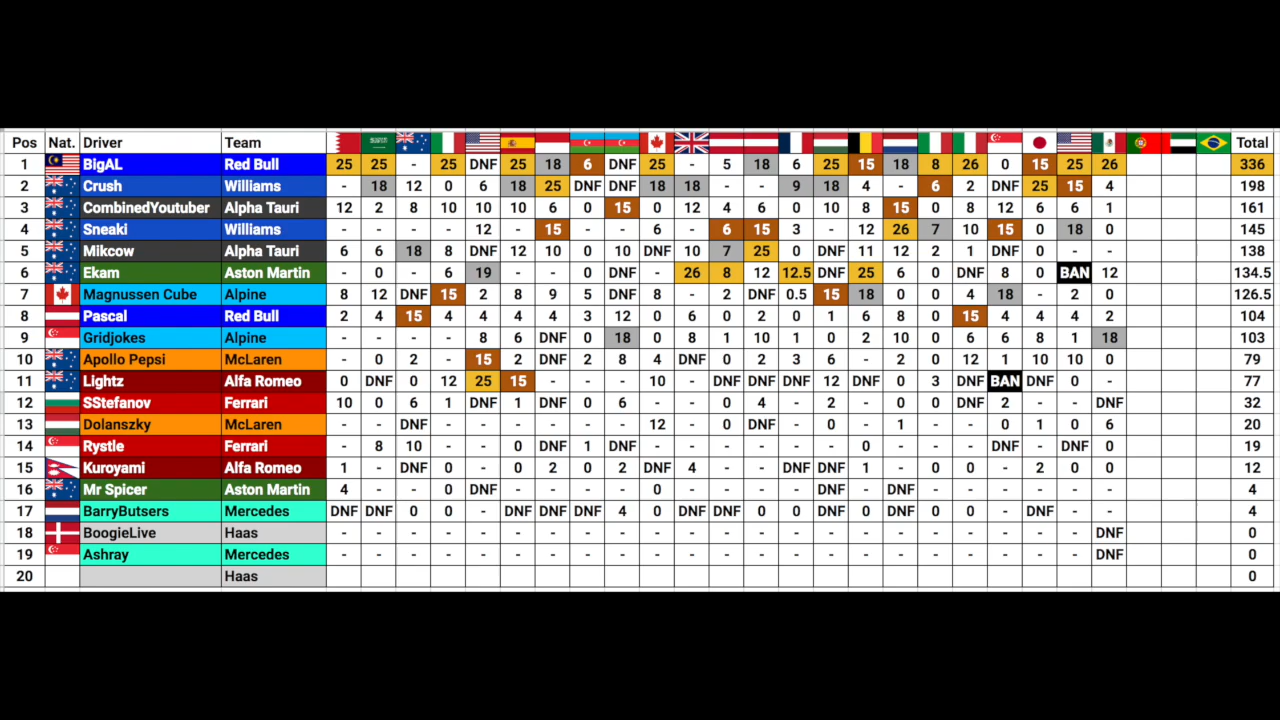 Pos Nat. Driver Team Total
1 BigAL Red Bull 25 25 - 25 DNF 25 18 6 DNF 25 - 5 18 6 25 15 18 8 26 0 15 25 26 336
2 Crush Williams - 18 12 0 6 18 25 DNF DNF 18 18 - - 9 18 4 - 6 2 DNF 25 15 4 198
3 CombinedYoutuber Alpha Tauri 12 2 8 10 10 10 6 0 15 0 12 4 6 0 10 8 15 0 8 12 6 6 1 161
4 Sneaki Williams - - - - 12 - 15 - - 6 - 6 15 3 - 12 26 7 10 15 0 18 0 145
5 Mikcow Alpha Tauri 6 6 18 8 DNF 12 10 0 10 DNF 10 7 25 0 DNF 11 12 2 1 DNF 0 - - 138
6 Ekam Aston Martin - 0 - 6 19 - - 0 DNF - 26 8 12 12.5 DNF 25 6 0 DNF 8 0 BAN 12 134.5
7 Magnussen Cube Alpine 8 12 DNF 15 2 8 9 5 DNF 8 - 2 DNF 0.5 15 18 0 0 4 18 - 2 0 126.5
8 Pascal Red Bull 2 4 15 4 4 4 4 3 12 0 6 0 2 0 1 6 8 0 15 4 4 4 2 104
9 Gridjokes Alpine - - - - 8 6 DNF 0 18 0 8 1 10 1 0 2 10 0 6 6 8 1 18 103
10 Apollo Pepsi McLaren - 0 2 - 15 2 DNF 2 8 4 DNF 0 2 3 6 - 2 0 12 1 10 10 0 79
11 Lightz Alfa Romeo 0 DNF 0 12 25 15 - - - 10 - DNF DNF DNF 12 DNF 0 3 DNF BAN DNF 0 - 77
12 SStefanov Ferrari 10 0 6 1 DNF 1 DNF 0 6 - - 0 4 - 2 - 0 0 DNF 2 - - DNF 32
13 Dolanszky McLaren - - DNF - - - - - - 12 - 0 DNF - - - 1 - - 0 1 0 6 20
14 Rystle Ferrari - 8 10 - - 0 DNF 1 DNF - - - - - - 0 - - - DNF - DNF 0 19
15 Kuroyami Alfa Romeo 1 - DNF 0 - 0 2 0 2 DNF 4 - - DNF DNF 1 - 0 0 - 2 0 0 12
16 Mr Spicer Aston Martin 4 - - 0 DNF - - - - 0 - - - - DNF - DNF - - - - - - 4
17 BarryButsers Mercedes DNF DNF 0 0 - DNF DNF DNF 4 0 DNF DNF 0 0 DNF 0 DNF 0 0 - DNF - - 4
18 BoogieLive Haas - - - - - - - - - - - - - - - - - - - - - - DNF 0
19 Ashray Mercedes - - - - - - - - - - - - - - - - - - - - - - DNF 0
20 Haas 0